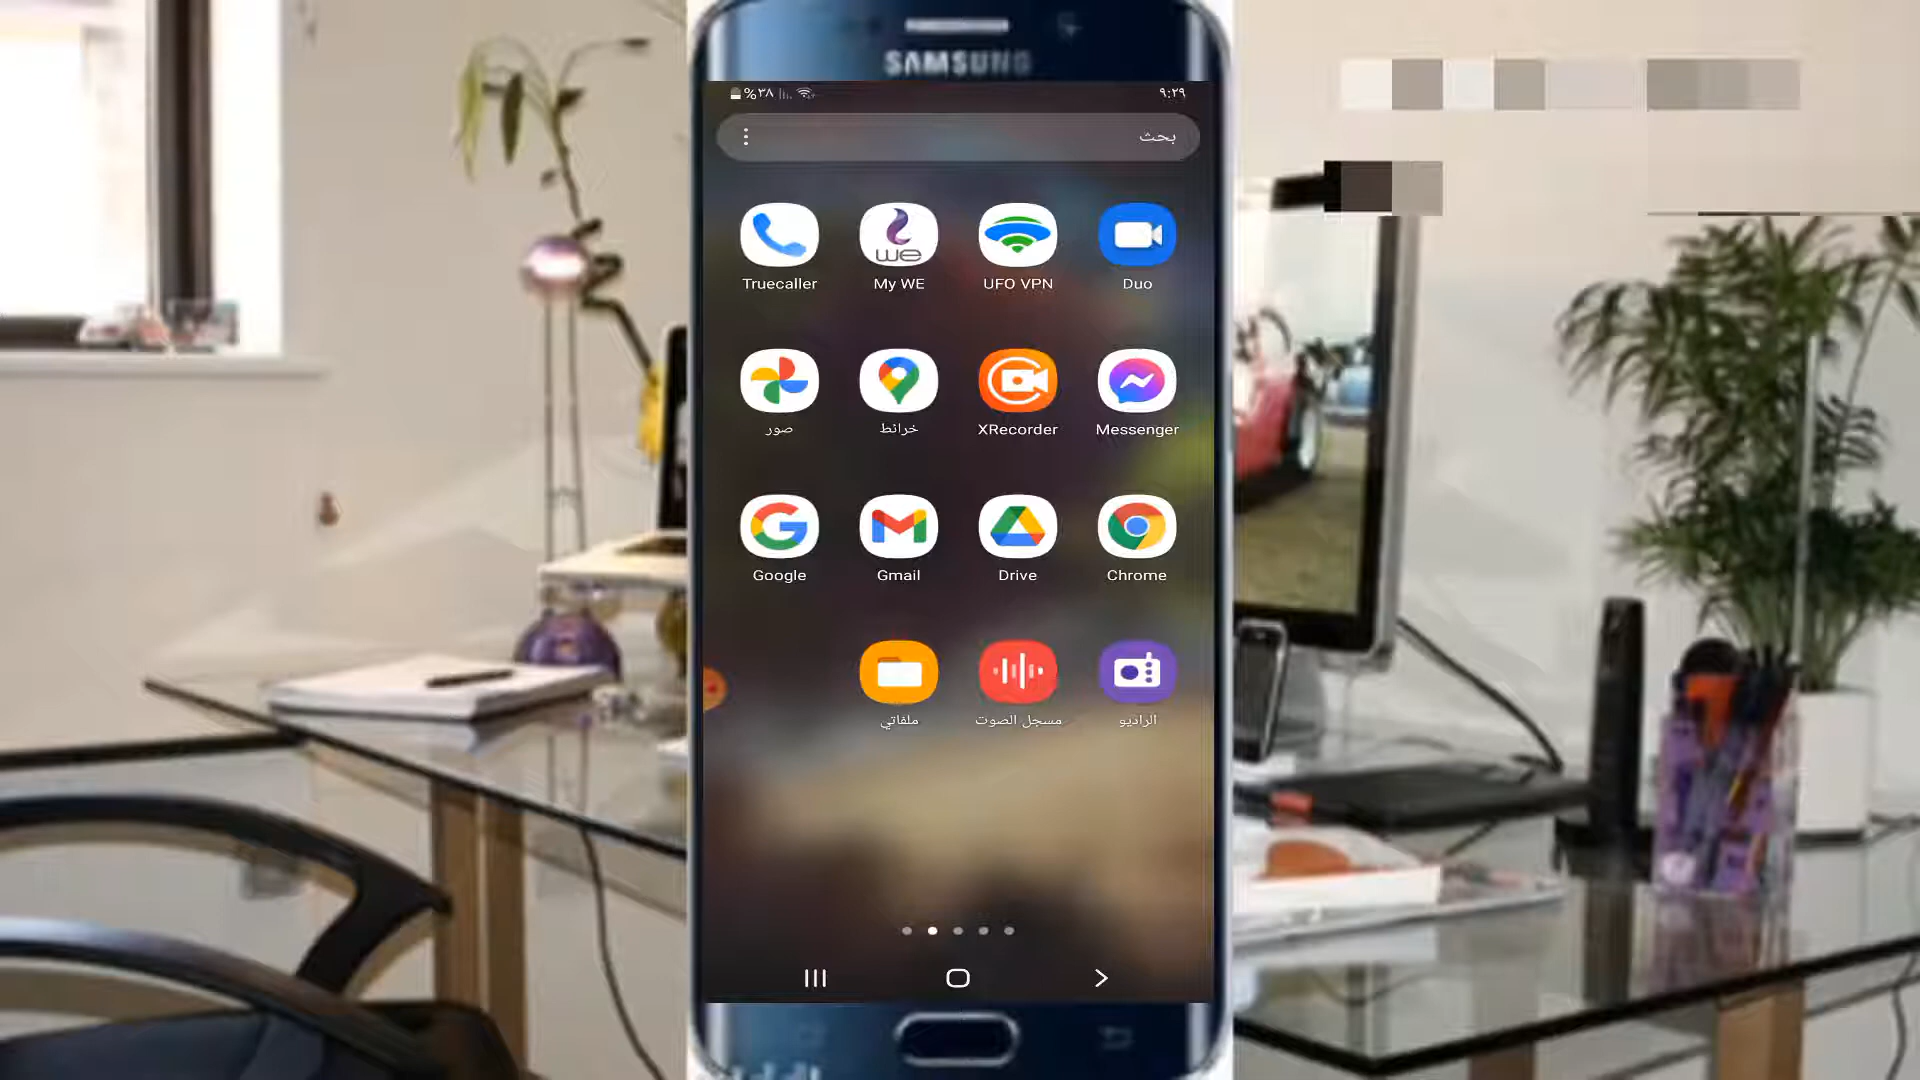 SAMSUNG
٩:٢٩
%٣٨
بحث
Truecaller
My WE
UFO VPN
Duo
we
صور
خرائط
XRecorder
Messenger
Google
Gmail
Drive
Chrome
ملفاتي
مسجل الصوت
الراديو